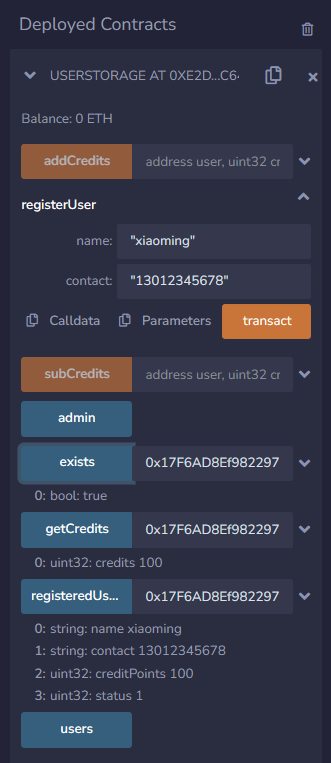 Deployed Contracts
USERSTORAGE AT 0XE2D...C64
Balance: 0 ETH
addCredits address user, uint32 cr
registerUser
name: "xiaoming"
contact: "13012345678"
Calldata Parameters transact
subCredits address user, uint32 cr
admin
exists 0x17F6AD8Ef982297
0: bool: true
getCredits 0x17F6AD8Ef982297
0: uint32: credits 100
registeredUs... 0x17F6AD8Ef982297
0: string: name xiaoming
1: string: contact 13012345678
2: uint32: creditPoints 100
3: uint32: status 1
users